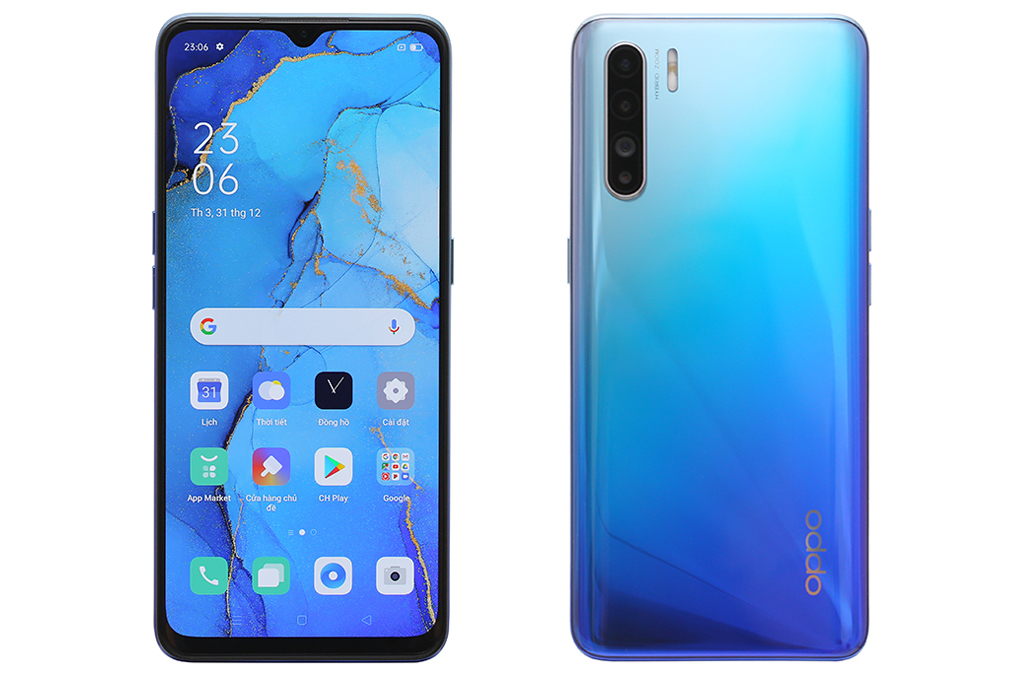 23:06
23
06
Th 3, 31 thg 12
31
Lịch
Thời tiết
Đồng hồ
Cài đặt
App Market
Cửa hàng chủ đề
CH Play
Google
HYBRID ZOOM
oppo